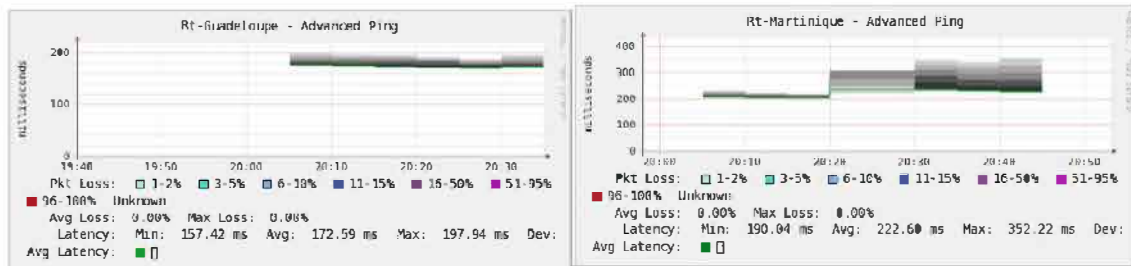 Rt-Guadeloupe - Advanced Ping
milliseconds
200
100
0
19:40 19:50 20:00 20:10 20:20 20:30
Pkt Loss: 1-2% 3-5% 6-10% 11-15% 16-50% 51-95%
96-100% Unknown
Avg Loss: 0.00% Max Loss: 0.00%
Latency: Min: 157.42 ms Avg: 172.59 ms Max: 197.94 ms Dev:
Avg Latency:
Rt-Martinique - Advanced Ping
milliseconds
400
300
200
100
0
20:00 20:10 20:20 20:30 20:40 20:50
Pkt Loss: 1-2% 3-5% 6-10% 11-15% 16-50% 51-95%
96-100% Unknown
Avg Loss: 0.00% Max Loss: 0.00%
Latency: Min: 190.04 ms Avg: 222.60 ms Max: 352.22 ms Dev:
Avg Latency: